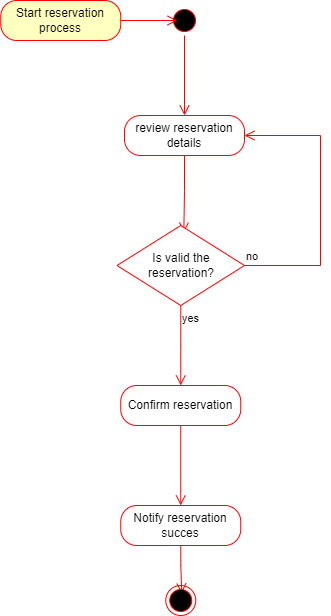 Start reservation
process
review reservation
details
Is valid the
reservation?
no
yes
Confirm reservation
Notify reservation
succes